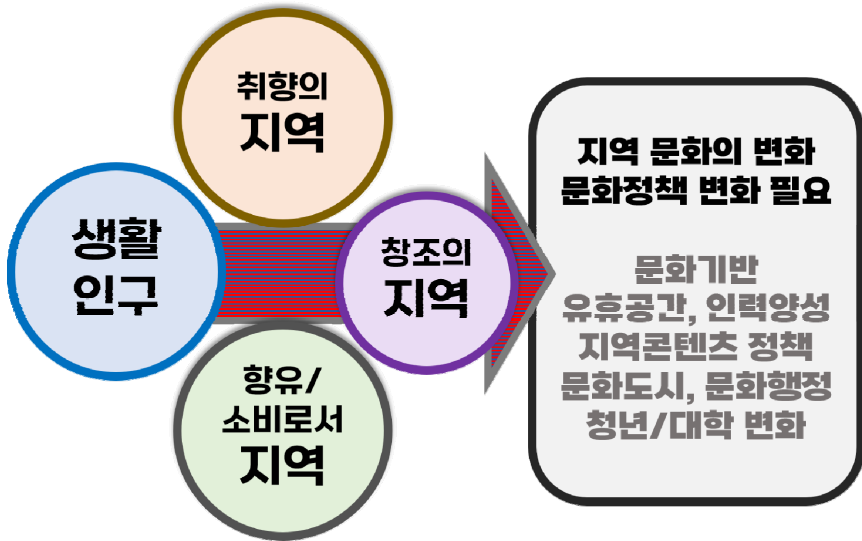 생활
인구
취향의
지역
향유/
소비로서
지역
창조의
지역
지역 문화의 변화
문화정책 변화 필요
문화기반
유휴공간, 인력양성
지역콘텐츠 정책
문화도시, 문화행정
청년/대학 변화